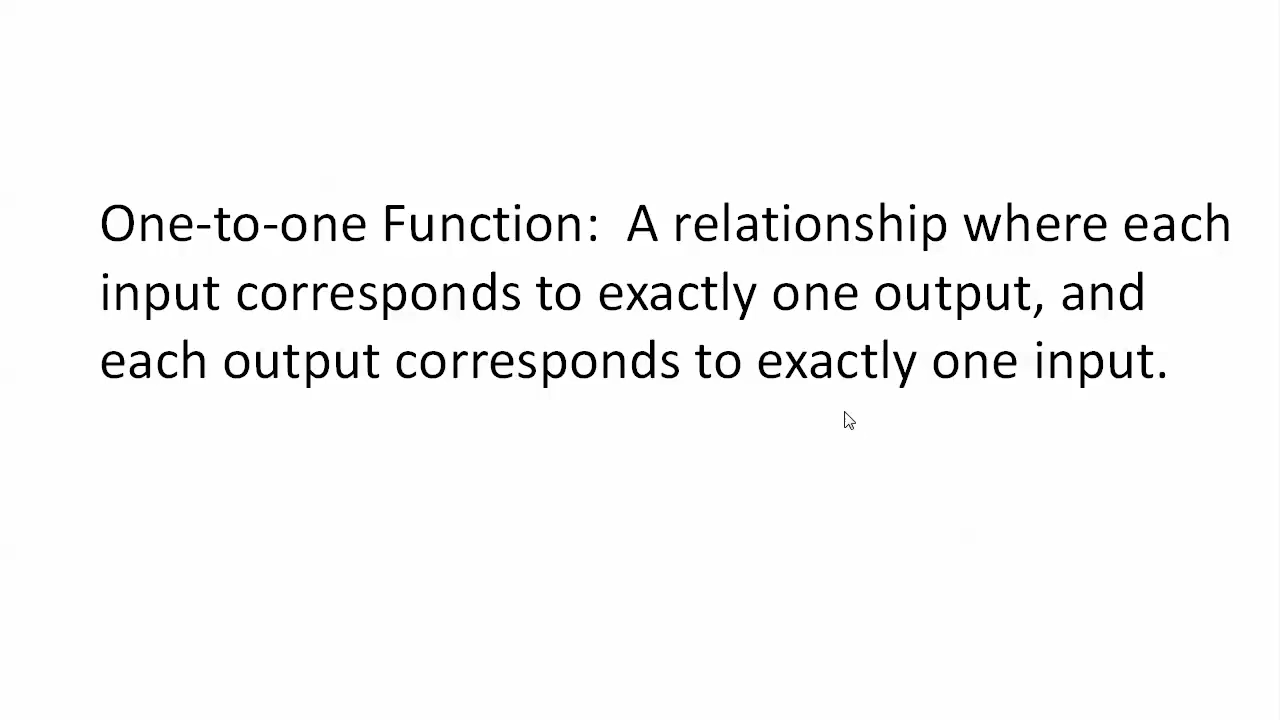 One-to-one Function:  A relationship where each
input corresponds to exactly one output, and
each output corresponds to exactly one input.